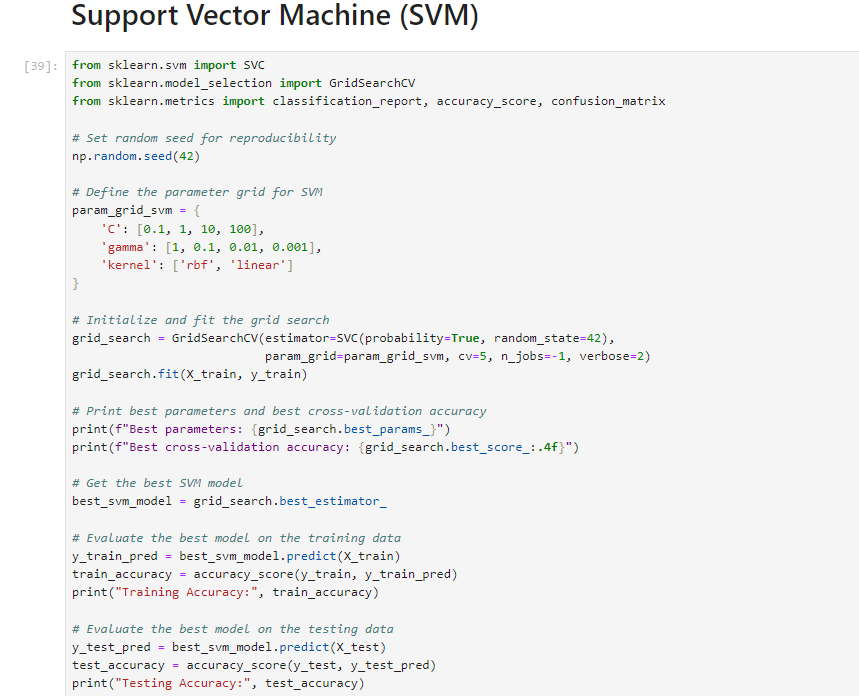 Support Vector Machine (SVM)
[39]:
from sklearn.svm import SVC
from sklearn.model_selection import GridSearchCV
from sklearn.metrics import classification_report, accuracy_score, confusion_matrix
# Set random seed for reproducibility
np.random.seed(42)
# Define the parameter grid for SVM
param_grid_svm = {
    'C': [0.1, 1, 10, 100],
    'gamma': [1, 0.1, 0.01, 0.001],
    'kernel': ['rbf', 'linear']
}
# Initialize and fit the grid search
grid_search = GridSearchCV(estimator=SVC(probability=True, random_state=42),
                           param_grid=param_grid_svm, cv=5, n_jobs=-1, verbose=2)
grid_search.fit(X_train, y_train)
# Print best parameters and best cross-validation accuracy
print(f"Best parameters: {grid_search.best_params_}")
print(f"Best cross-validation accuracy: {grid_search.best_score_:.4f}")
# Get the best SVM model
best_svm_model = grid_search.best_estimator_
# Evaluate the best model on the training data
y_train_pred = best_svm_model.predict(X_train)
train_accuracy = accuracy_score(y_train, y_train_pred)
print("Training Accuracy:", train_accuracy)
# Evaluate the best model on the testing data
y_test_pred = best_svm_model.predict(X_test)
test_accuracy = accuracy_score(y_test, y_test_pred)
print("Testing Accuracy:", test_accuracy)